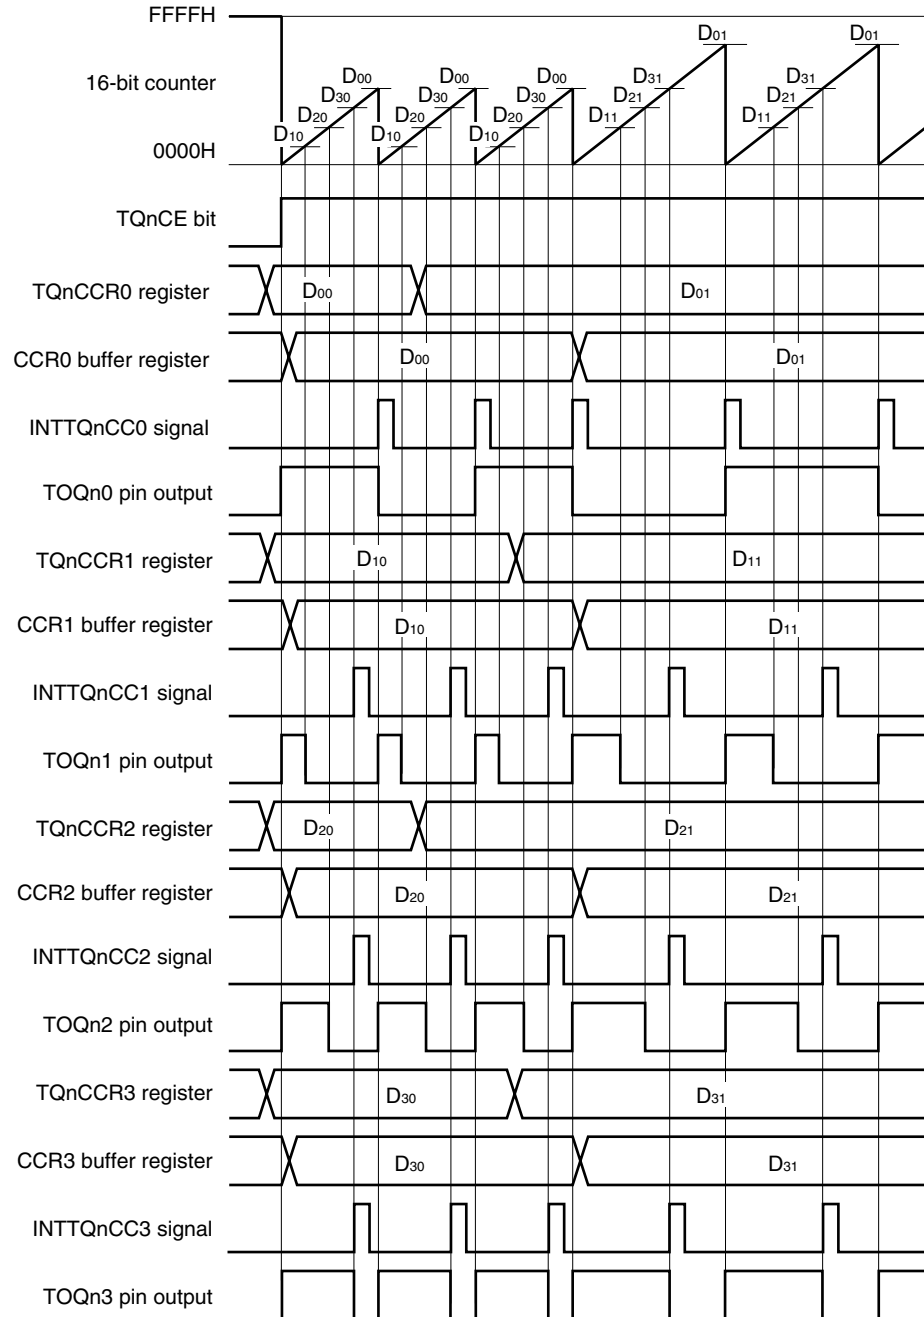 FFFFH
D01 D01
16-bit counter
D00 D00 D00 D31 D31
D30 D30 D30 D21 D21
D20 D20 D20 D11 D11
D10 D10 D10
0000H
TQnCE bit
TQnCCR0 register D00 D01
CCR0 buffer register D00 D01
INTTQnCC0 signal
TOQn0 pin output
TQnCCR1 register D10 D11
CCR1 buffer register D10 D11
INTTQnCC1 signal
TOQn1 pin output
TQnCCR2 register D20 D21
CCR2 buffer register D20 D21
INTTQnCC2 signal
TOQn2 pin output
TQnCCR3 register D30 D31
CCR3 buffer register D30 D31
INTTQnCC3 signal
TOQn3 pin output